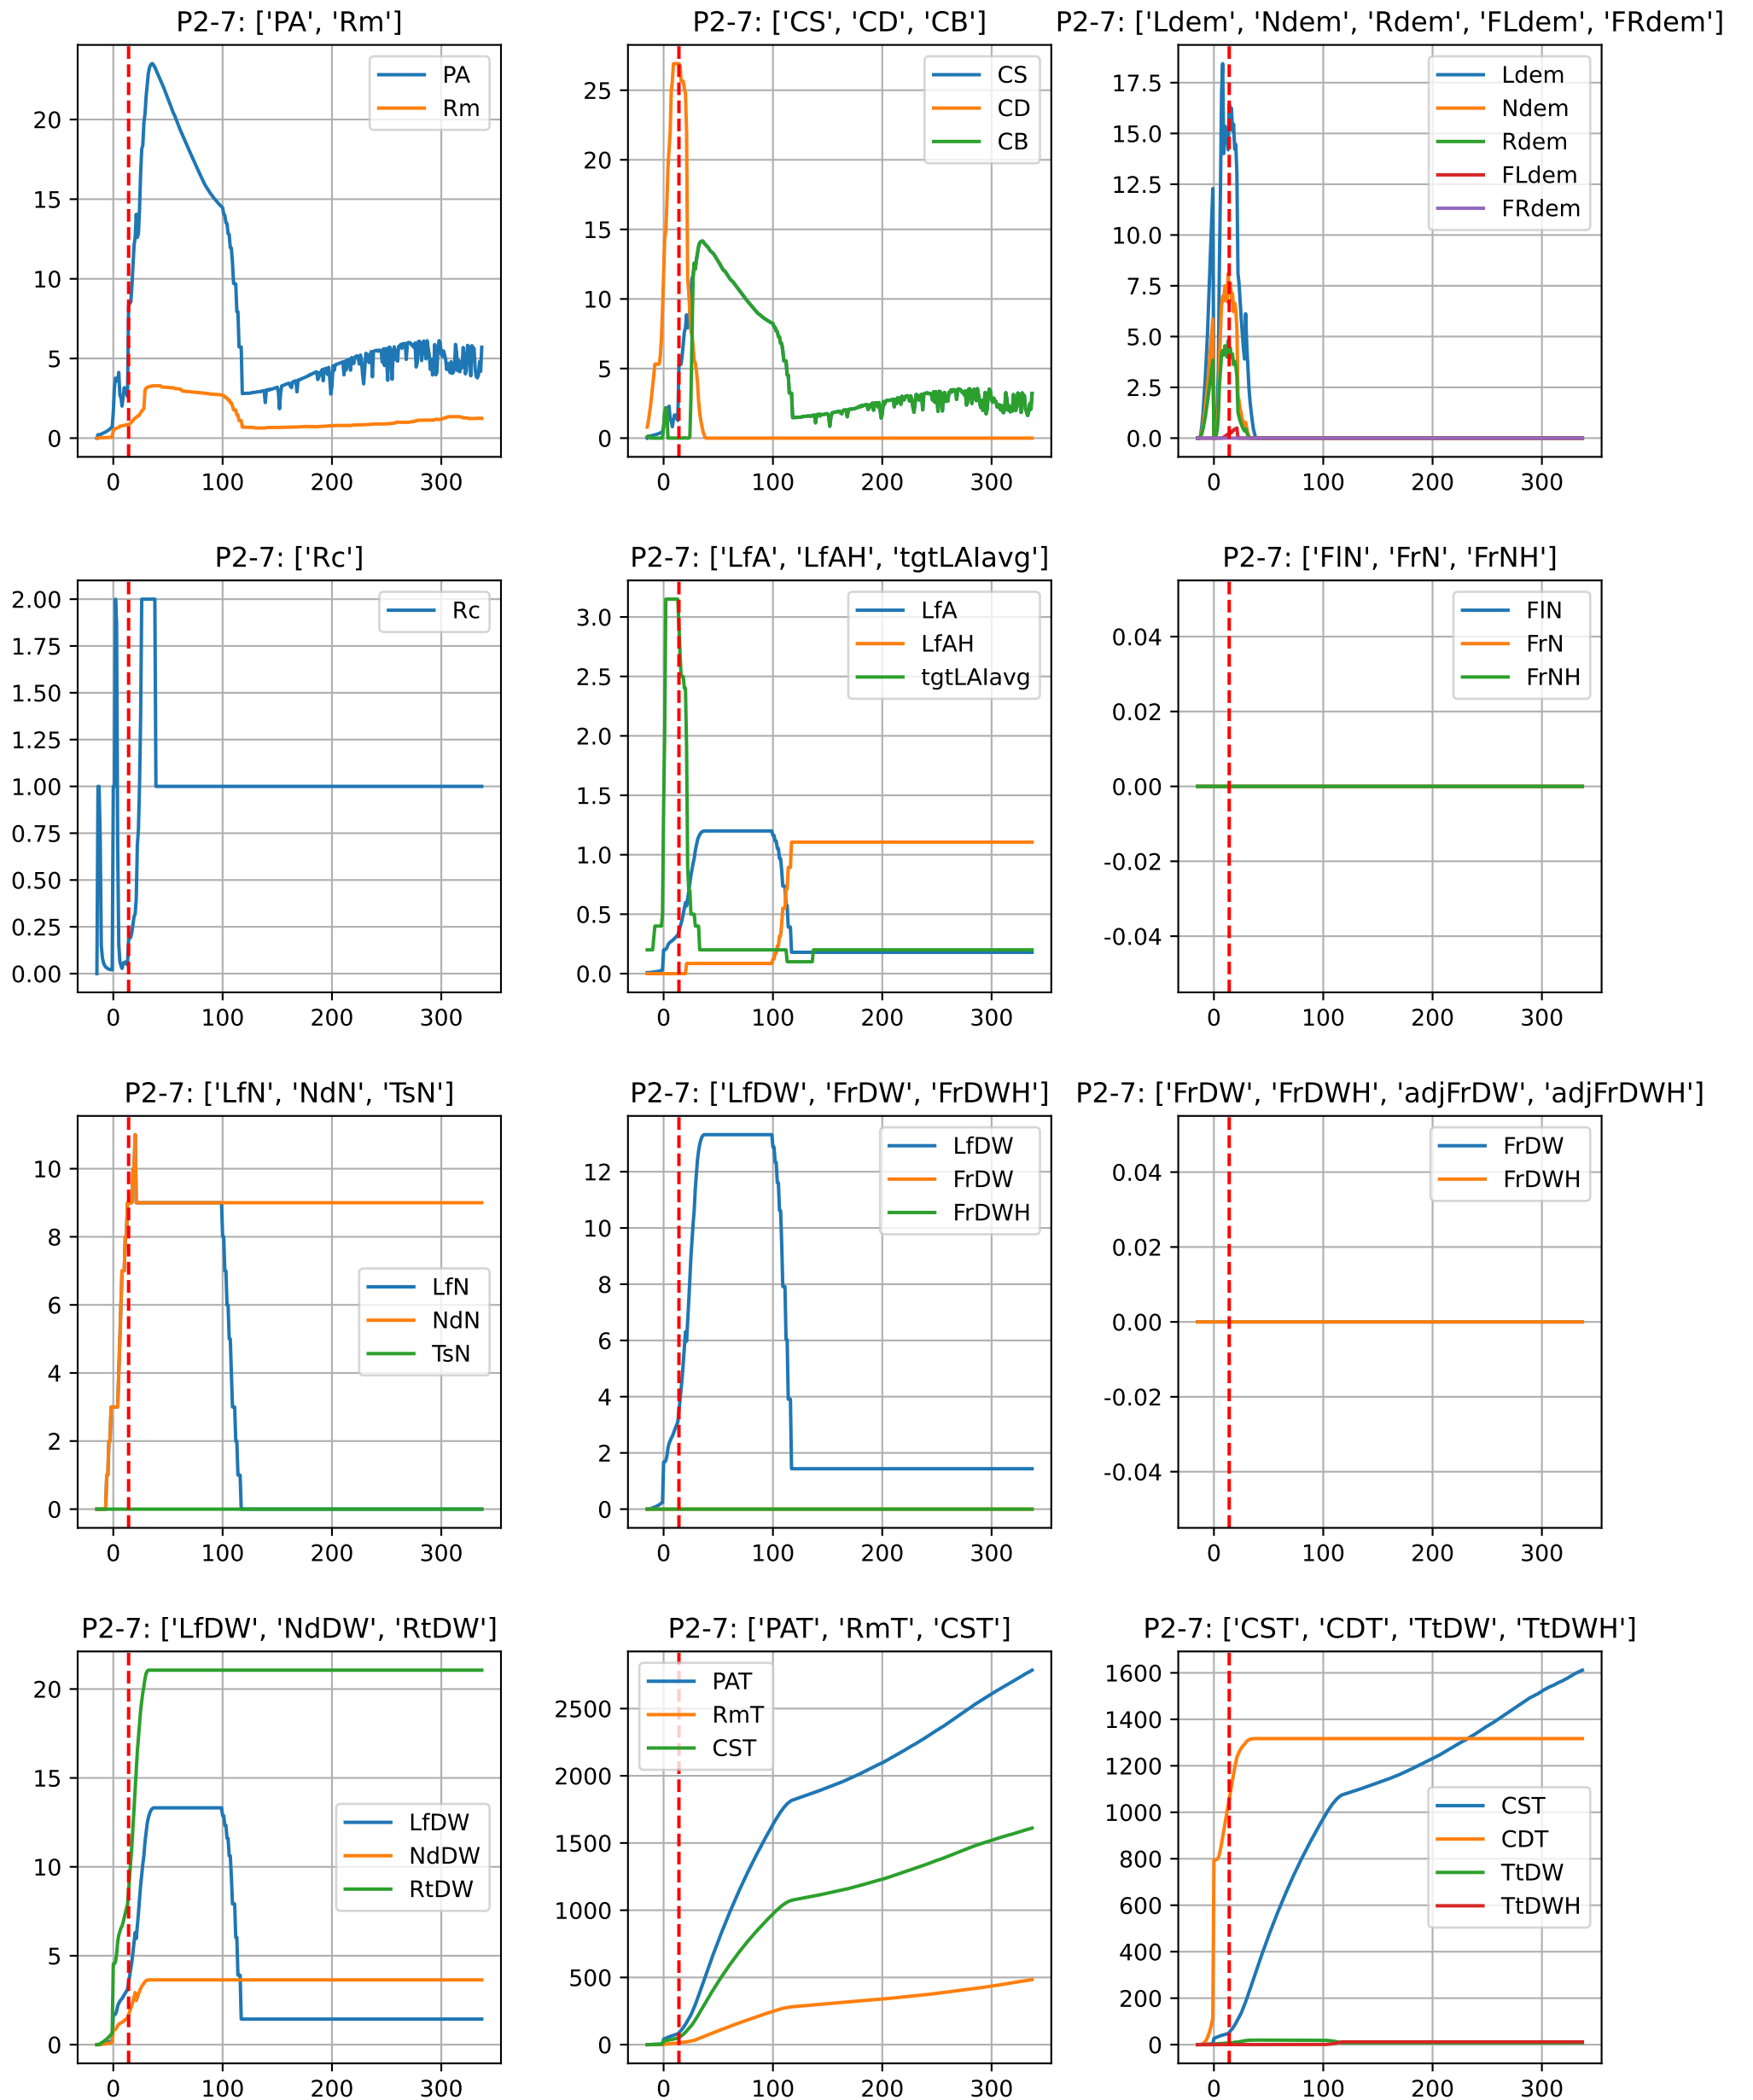 P2-7: ['PA', 'Rm']
P2-7: ['CS', 'CD', 'CB']
P2-7: ['Ldem', 'Ndem', 'Rdem', 'FLdem', 'FRdem']
PA
Rm
20
15
10
5
0
0 100 200 300
CS
CD
CB
25
20
15
10
5
0
0 100 200 300
Ldem
Ndem
Rdem
FLdem
FRdem
17.5
15.0
12.5
10.0
7.5
5.0
2.5
0.0
0 100 200 300
P2-7: ['Rc']
P2-7: ['LfA', 'LfAH', 'tgtLAIavg']
P2-7: ['FlN', 'FrN', 'FrNH']
Rc
2.00
1.75
1.50
1.25
1.00
0.75
0.50
0.25
0.00
0 100 200 300
LfA
LfAH
tgtLAIavg
3.0
2.5
2.0
1.5
1.0
0.5
0.0
0 100 200 300
FlN
FrN
FrNH
0.04
0.02
0.00
-0.02
-0.04
0 100 200 300
P2-7: ['LfN', 'NdN', 'TsN']
P2-7: ['LfDW', 'FrDW', 'FrDWH']
P2-7: ['FrDW', 'FrDWH', 'adjFrDW', 'adjFrDWH']
10
8
6
4
2
0
LfN
NdN
TsN
0 100 200 300
LfDW
FrDW
FrDWH
12
10
8
6
4
2
0
0 100 200 300
FrDW
FrDWH
0.04
0.02
0.00
-0.02
-0.04
0 100 200 300
P2-7: ['LfDW', 'NdDW', 'RtDW']
P2-7: ['PAT', 'RmT', 'CST']
P2-7: ['CST', 'CDT', 'TtDW', 'TtDWH']
20
15
10
5
0
LfDW
NdDW
RtDW
0 100 200 300
PAT
RmT
CST
2500
2000
1500
1000
500
0
0 100 200 300
1600
1400
1200
1000
800
600
400
200
0
CST
CDT
TtDW
TtDWH
0 100 200 300